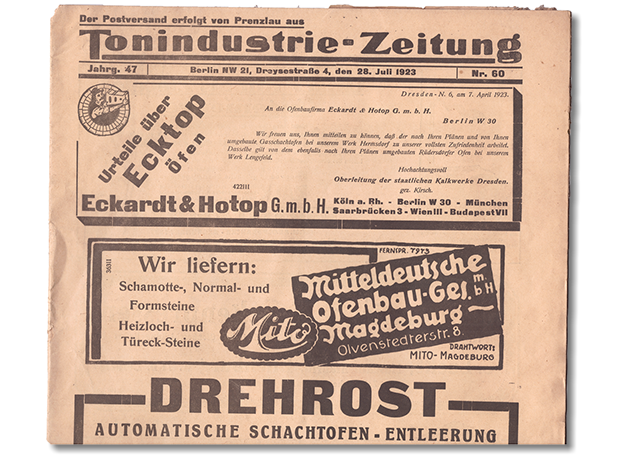 Der Postversand erfolgt von Prenzlau aus
Tonindustrie-Zeitung
Jahrg. 47 Berlin NW 21, Dreysestraße 4, den 28. Juli 1923 Nr. 60
Urteile über
Ecktop
Öfen
Dresden-N. 6, am 7. April 1923.
An die Ofenbaufirma Eckardt & Hotop G. m. b. H.
Berlin W 30
Wir freuen uns, Ihnen mitteilen zu können, daß der nach Ihren Plänen und von Ihnen
umgebaute Gasschachtofen bei unserem Werk Hermsdorf zu unserer vollsten Zufriedenheit arbeitet.
Dasselbe gilt von dem ebenfalls nach Ihren Plänen umgebauten Rüdersdorfer Ofen bei unserem
Werk Lengefeld.
Hochachtungsvoll
Oberleitung der staatlichen Kalkwerke Dresden.
gez. Kirsch.
422111
Eckardt & Hotop G. m. b. H. Köln a. Rh. - Berlin W 30 - München
Saarbrücken 3 - Wien III - Budapest VII
36311
Wir liefern:
Schamotte-, Normal- und
Formsteine
Heizloch- und
Türeck-Steine
Mito
FERNSPR. 7973
Mitteldeutsche
Ofenbau-Ges. m b H
Magdeburg
Olvenstedterstr. 8.
DRAHTWORT:
MITO-MAGDEBURG
DREHROST
AUTOMATISCHE SCHACHTOFEN - ENTLEERUNG